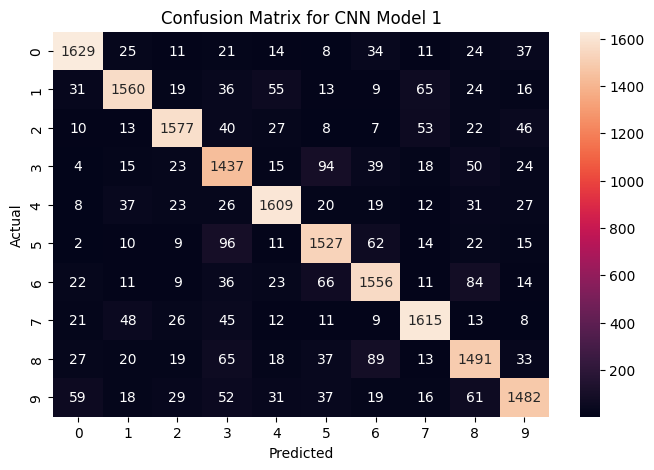 Confusion Matrix for CNN Model 1
0 1629 25 11 21 14 8 34 11 24 37
1 31 1560 19 36 55 13 9 65 24 16
2 10 13 1577 40 27 8 7 53 22 46
3 4 15 23 1437 15 94 39 18 50 24
4 8 37 23 26 1609 20 19 12 31 27
5 2 10 9 96 11 1527 62 14 22 15
6 22 11 9 36 23 66 1556 11 84 14
7 21 48 26 45 12 11 9 1615 13 8
8 27 20 19 65 18 37 89 13 1491 33
9 59 18 29 52 31 37 19 16 61 1482
0 1 2 3 4 5 6 7 8 9
Predicted
Actual
1600
1400
1200
1000
800
600
400
200